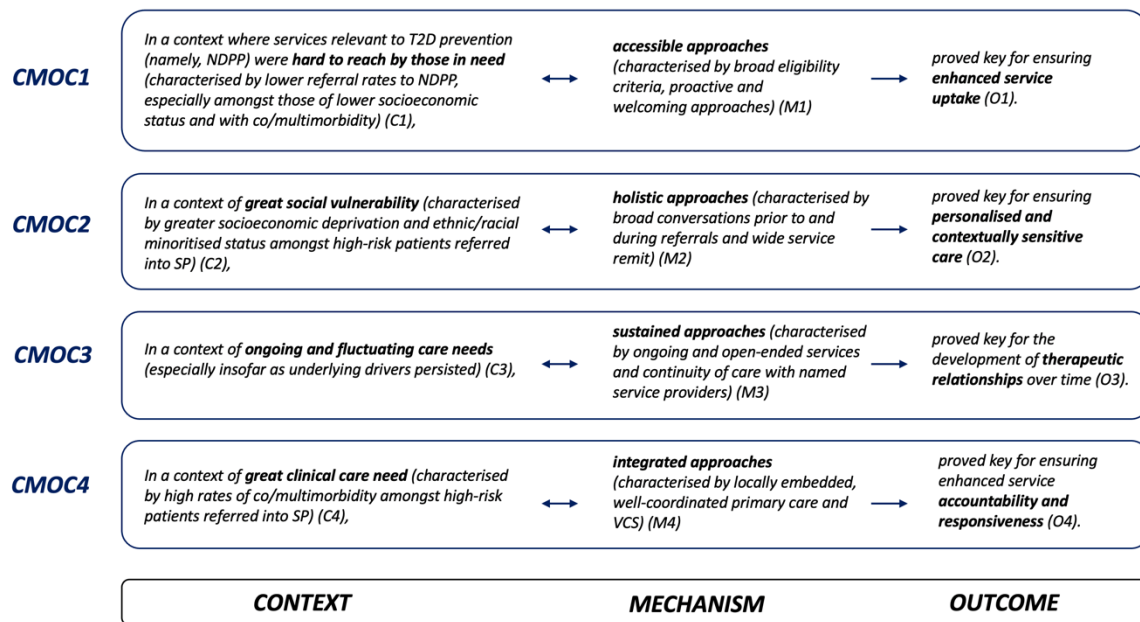 CMOC1
In a context where services relevant to T2D prevention
(namely, NDPP) were hard to reach by those in need
(characterised by lower referral rates to NDPP,
especially amongst those of lower socioeconomic
status and with co/multimorbidity) (C1),
accessible approaches
(characterised by broad eligibility
criteria, proactive and
welcoming approaches) (M1)
proved key for ensuring
enhanced service
uptake (O1).
CMOC2
In a context of great social vulnerability (characterised
by greater socioeconomic deprivation and ethnic/racial
minoritised status amongst high-risk patients referred
into SP) (C2),
holistic approaches (characterised by
broad conversations prior to and
during referrals and wide service
remit) (M2)
proved key for ensuring
personalised and
contextually sensitive
care (O2).
CMOC3
In a context of ongoing and fluctuating care needs
(especially insofar as underlying drivers persisted) (C3),
sustained approaches (characterised
by ongoing and open-ended services
and continuity of care with named
service providers) (M3)
proved key for the
development of therapeutic
relationships over time (O3).
CMOC4
In a context of great clinical care need (characterised
by high rates of co/multimorbidity amongst high-risk
patients referred into SP) (C4),
integrated approaches
(characterised by locally embedded,
well-coordinated primary care and
VCS) (M4)
proved key for ensuring
enhanced service
accountability and
responsiveness (O4).
CONTEXT
MECHANISM
OUTCOME